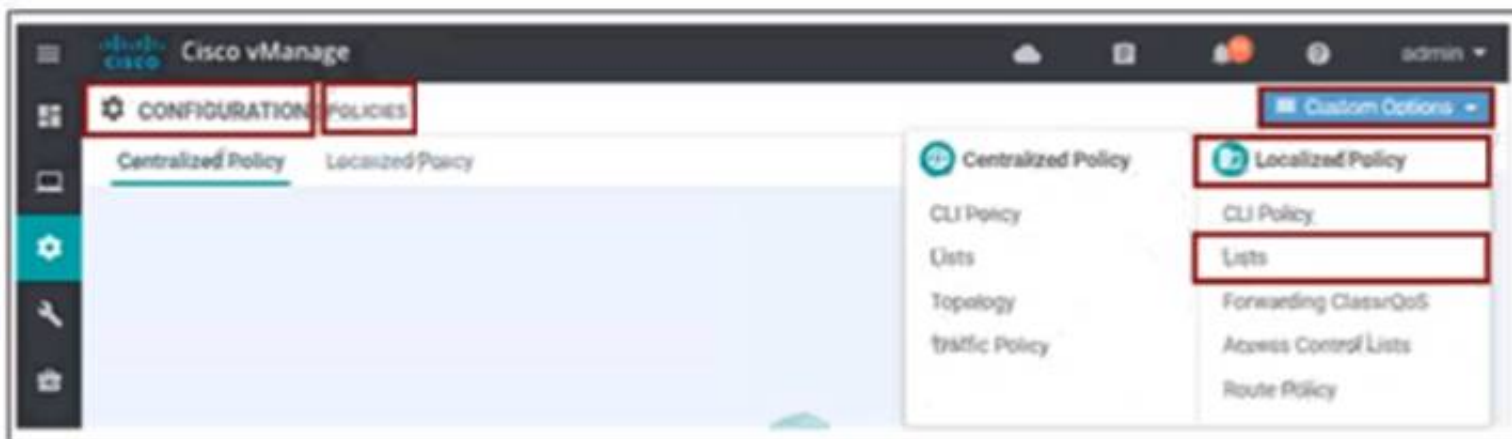 cisco Cisco vManage admin
CONFIGURATION POLICIES Custom Options
Centralized Policy Localized Policy
Centralized Policy
CLI Policy
Lists
Topology
Traffic Policy
Localized Policy
CLI Policy
Lists
Forwarding Class/QoS
Access Control Lists
Route Policy